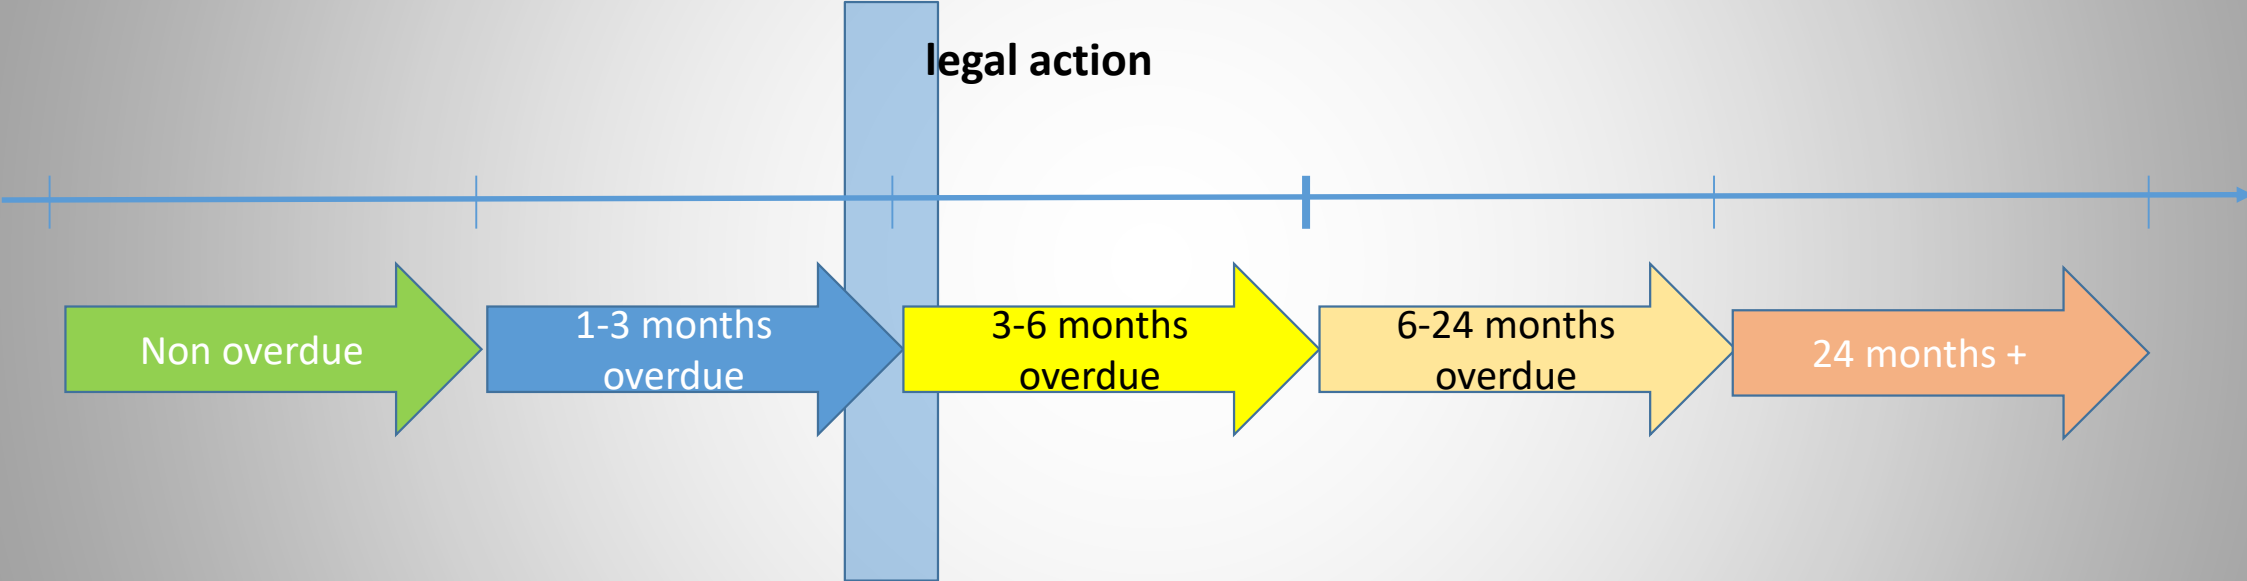 legal action
Non overdue
1-3 months
overdue
3-6 months
overdue
6-24 months
overdue
24 months +